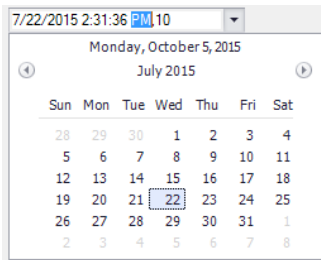 7/22/2015 2:31:36 PM.10
Monday, October 5, 2015
July 2015
Sun Mon Tue Wed Thu Fri Sat
28 29 30 1 2 3 4
5 6 7 8 9 10 11
12 13 14 15 16 17 18
19 20 21 22 23 24 25
26 27 28 29 30 31 1
2 3 4 5 6 7 8